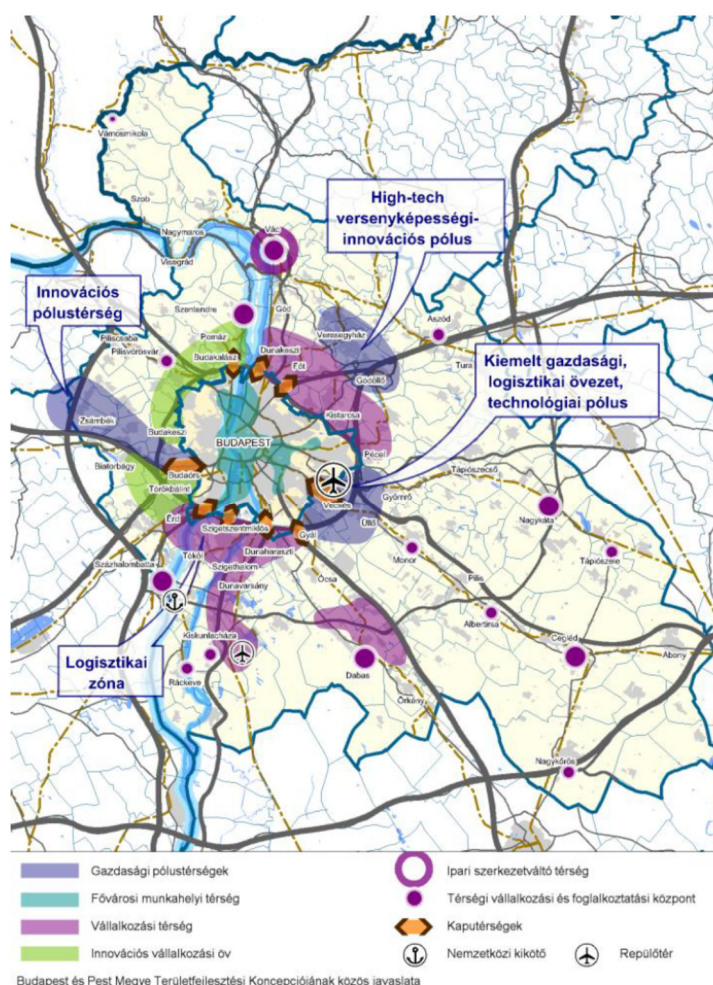 Vámosmikola
Szob
Nagymaros
Vác
Visegrád
High-tech
versenyképességi-
innovációs pólus
Innovációs
pólustérség
Szentendre
Göd
Veresegyház
Aszód
Piliscsaba
Pilisvörösvár
Pomáz
Budakalász
Dunakeszi
Fót
Gödöllő
Tura
Kiemelt gazdasági,
logisztikai övezet,
technológiai pólus
Kistarcsa
Zsámbék
Budakeszi
BUDAPEST
Pécel
Biatorbágy
Budaörs
Törökbálint
Tápiószecső
Gyömrő
Vecsés
Nagykáta
Érd
Szigetszentmiklós
Gyál
Üllő
Százhalombatta
Tököl
Dunaharaszti
Szigethalom
Monor
Tápiószele
Dunavarsány
Ócsa
Pilis
Albertirsa
Kiskunlacháza
Cegléd
Abony
Logisztikai
zóna
Ráckeve
Dabas
Örkény
Nagykőrös
Gazdasági pólustérségek
Fővárosi munkahelyi térség
Vállalkozási térség
Innovációs vállalkozási öv
Ipari szerkezetváltó térség
Térségi vállalkozási és foglalkoztatási központ
Kaputérségek
Nemzetközi kikötő
Repülőtér
Budapest és Pest Megye Területfejlesztési Koncepciójának közös javaslata